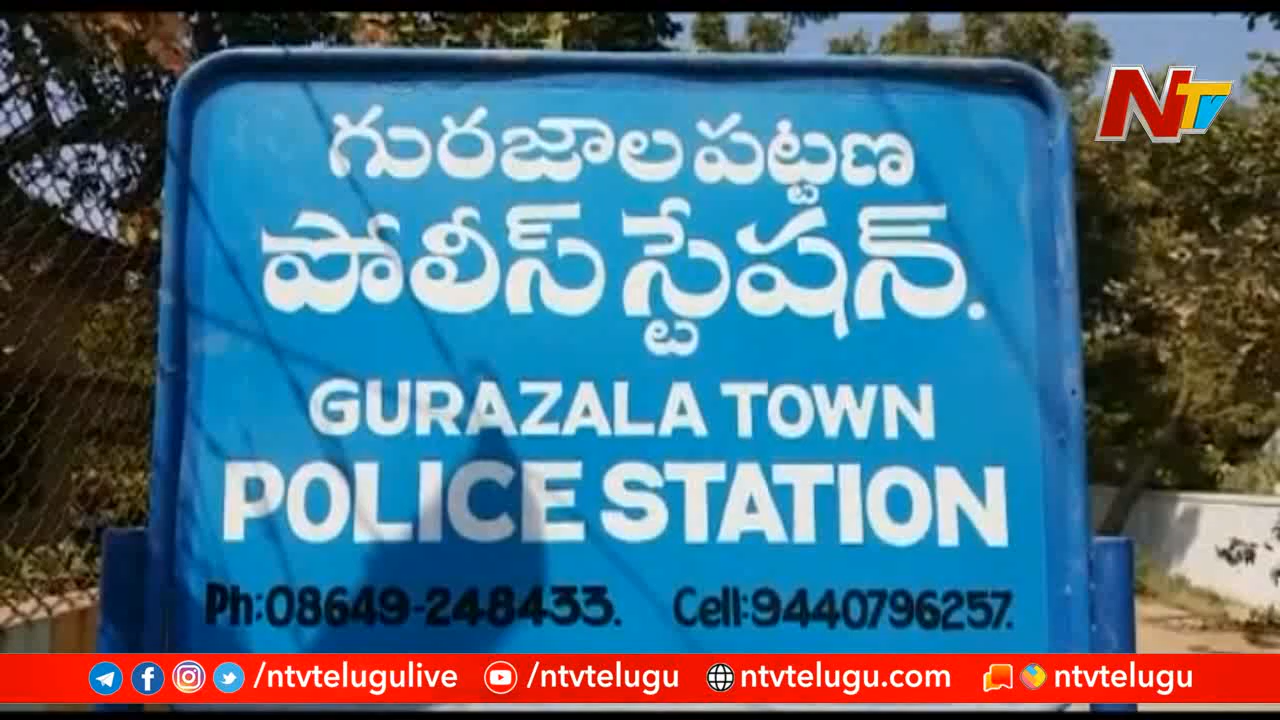 NTV
గురజాల పట్టణ
పోలీస్ స్టేషన్.
GURAZALA TOWN
POLICE STATION
Ph:08649-248433. Cell:9440796257.
/ntvtelugulive /ntvtelugu ntvtelugu.com ntvtelugu